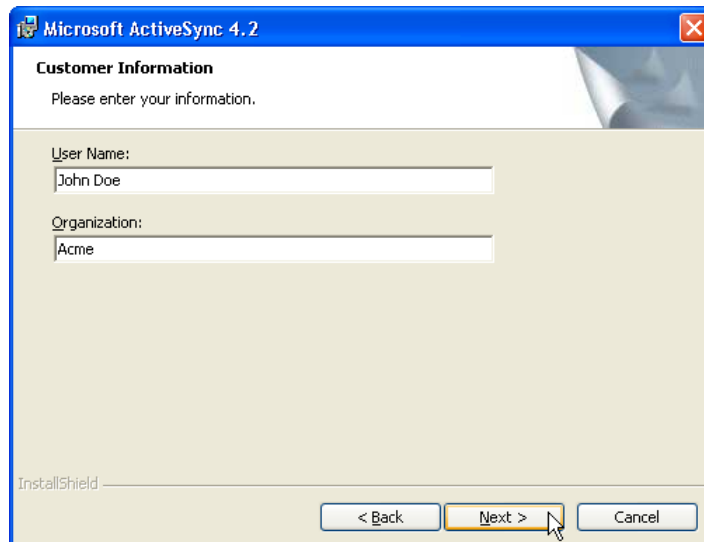 Microsoft ActiveSync 4.2
Customer Information
Please enter your information.
User Name:
John Doe
Organization:
Acme
InstallShield
< Back Next > Cancel